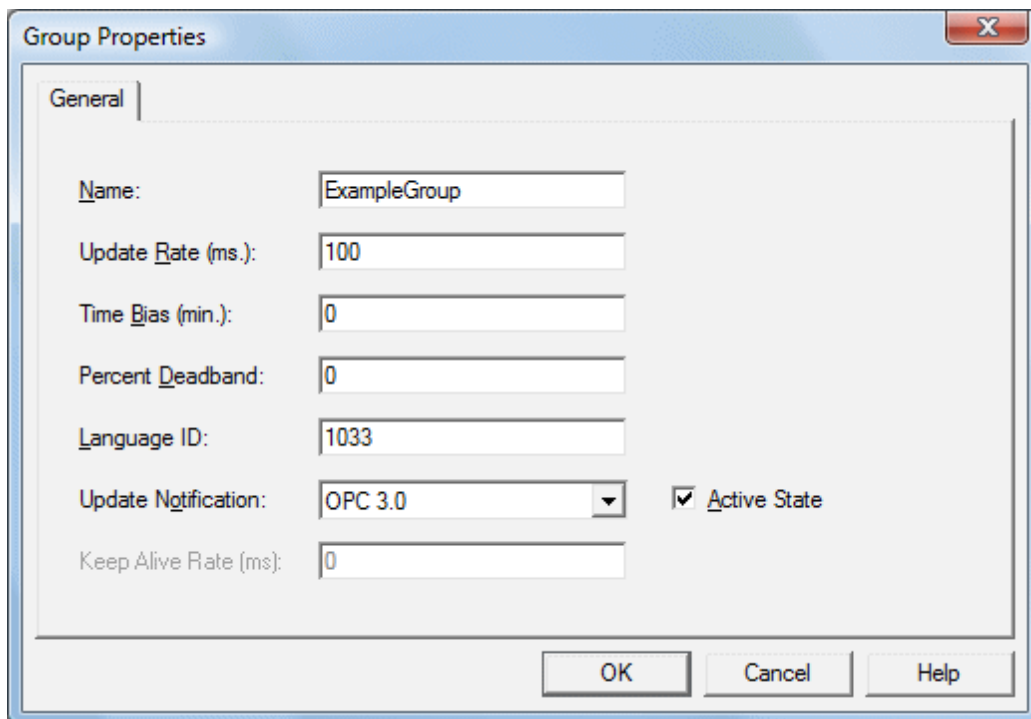 Group Properties
General
Name: ExampleGroup
Update Rate (ms.): 100
Time Bias (min.): 0
Percent Deadband: 0
Language ID: 1033
Update Notification: OPC 3.0 Active State
Keep Alive Rate (ms): 0
OK Cancel Help